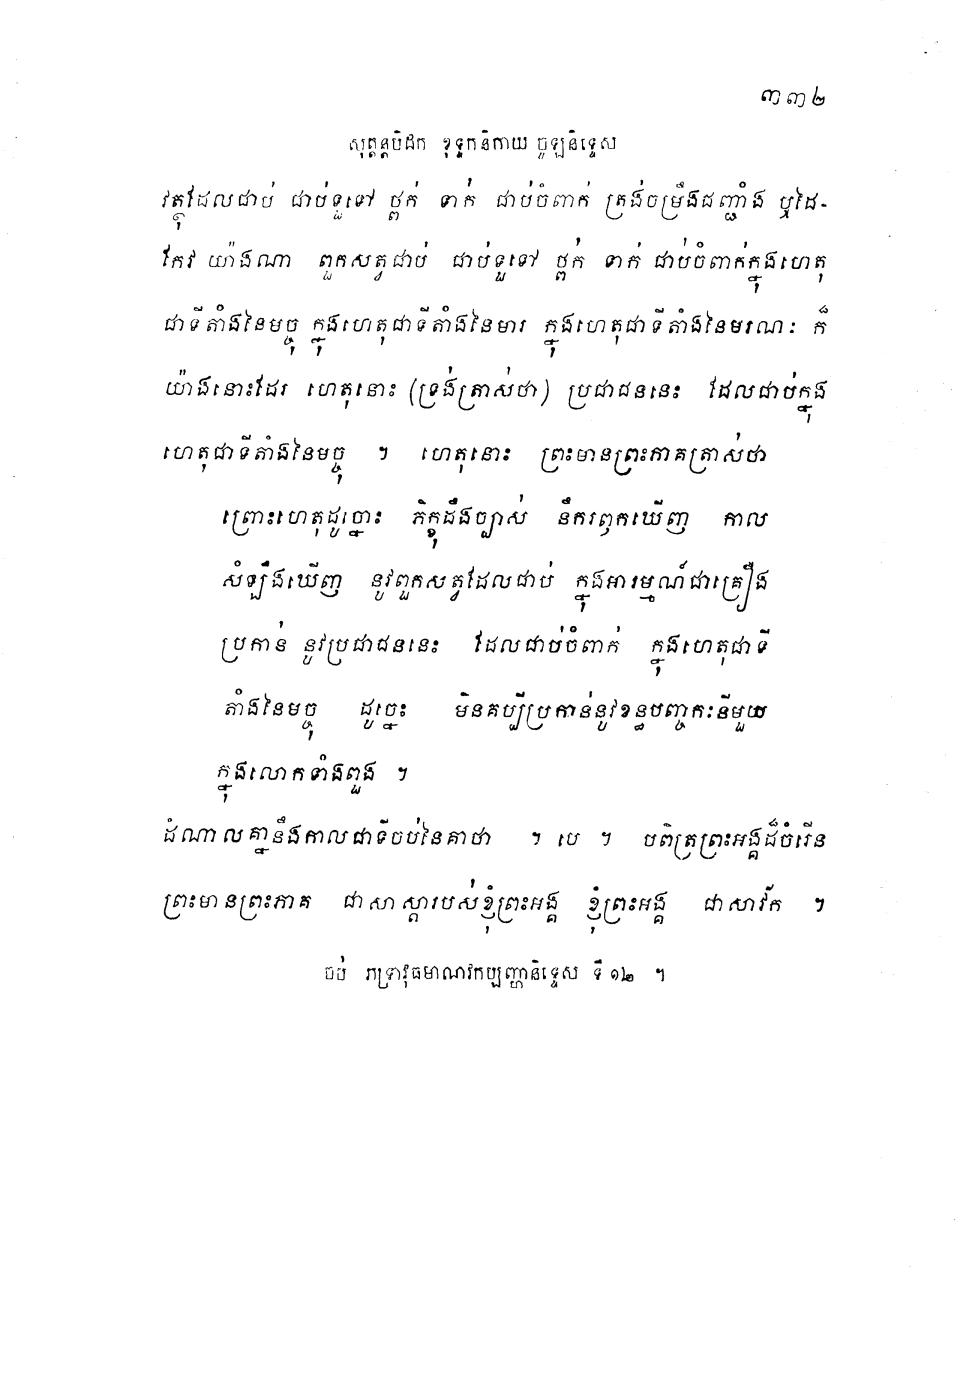 ៣៣២
សុត្តន្តបិដក ខុទ្ទកនិកាយ ចូឡនិទ្ទេស
វត្ថុដែលជាប់ ជាប់ទួទៅ ថ្ពក់ ទាក់ ជាប់ចំពាក់ ត្រង់ចម្រឹងជញ្ជាំង ឬដៃ-
កែវ យ៉ាងណា ពួកសត្វជាប់ ជាប់ទួទៅ ថ្ពក់ ទាក់ ជាប់ចំពាក់ក្នុងហេតុ
ជាទីតាំងនៃមច្ចុ ក្នុងហេតុជាទីតាំងនៃមារ ក្នុងហេតុជាទីតាំងនៃមរណៈ ក៏
យ៉ាងនោះដែរ ហេតុនោះ (ទ្រង់ត្រាស់ថា) ប្រជាជននេះ ដែលជាប់ក្នុង
ហេតុជាទីតាំងនៃមច្ចុ ។ ហេតុនោះ ព្រះមានព្រះភាគត្រាស់ថា
ព្រោះហេតុដូច្នោះ ភិក្ខុដឹងច្បាស់ នឹករឭកឃើញ កាល
សំឡឹងឃើញ នូវពួកសត្វដែលជាប់ ក្នុងអារម្មណ៍ជាគ្រឿង
ប្រកាន់ នូវប្រជាជននេះ ដែលជាប់ចំពាក់ ក្នុងហេតុជាទី
តាំងនៃមច្ចុ ដូច្នេះ មិនគប្បីប្រកាន់នូវខន្ធបញ្ចកៈនីមួយ
ក្នុងលោកទាំងពួង ។
ដំណាលគ្នានឹងកាលជាទីចប់នៃគាថា ។ បេ ។ បពិត្រព្រះអង្គដ៏ចំរើន
ព្រះមានព្រះភាគ ជាសាស្តារបស់ខ្ញុំព្រះអង្គ ខ្ញុំព្រះអង្គ ជាសាវ័ក ។
ចប់ ភទ្រាវុធមាណវកប្បញ្ហានិទ្ទេស ទី ១២ ។